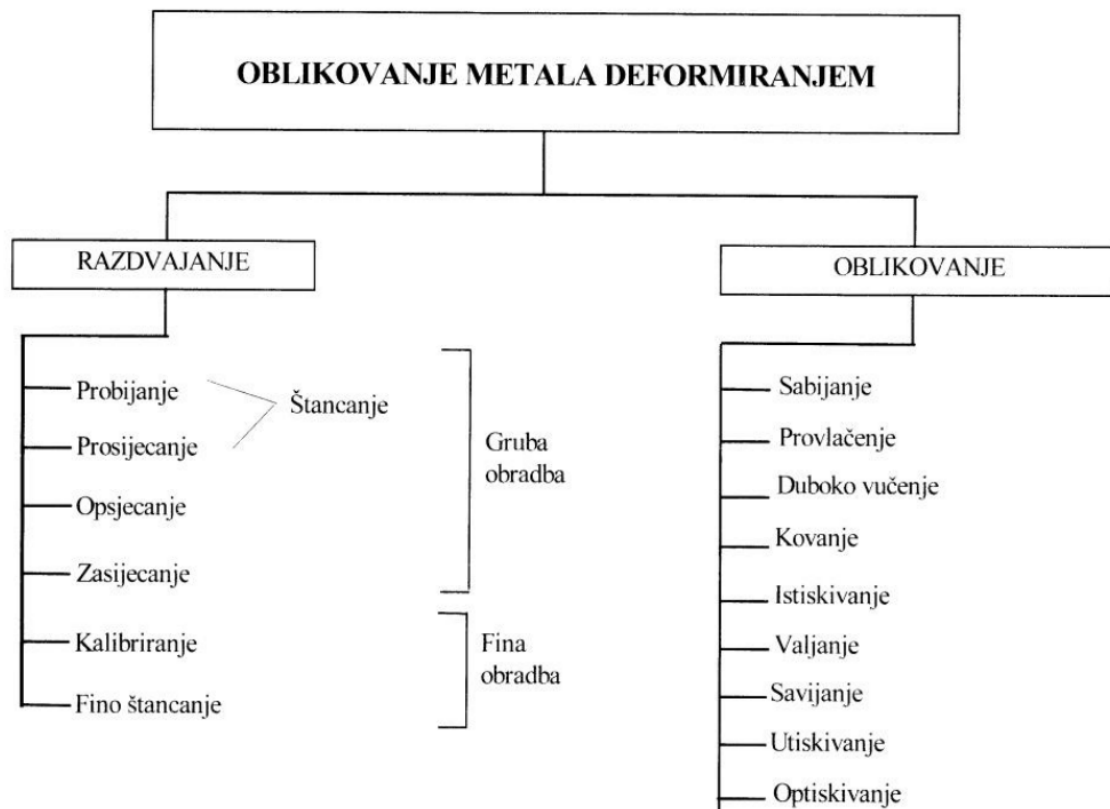 OBLIKOVANJE METALA DEFORMIRANJEM
RAZDVAJANJE
Probijanje
Prosijecanje
Štancanje
Opsjecanje
Zasijecanje
Gruba
obradba
Kalibriranje
Fino štancanje
Fina
obradba
OBLIKOVANJE
Sabijanje
Provlačenje
Duboko vučenje
Kovanje
Istiskivanje
Valjanje
Savijanje
Utiskivanje
Optiskivanje